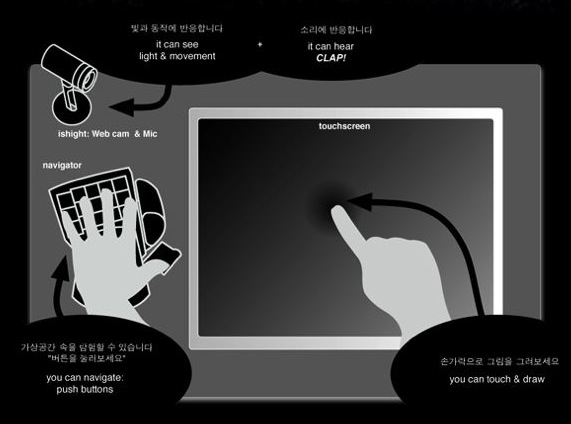 빛과 동작에 반응합니다
it can see
light & movement
+
소리에 반응합니다
it can hear
CLAP!
ishight: Web cam & Mic
touchscreen
navigator
가상공간 속을 탐험할 수 있습니다
"버튼을 눌러보세요"
you can navigate:
push buttons
손가락으로 그림을 그려보세요
you can touch & draw